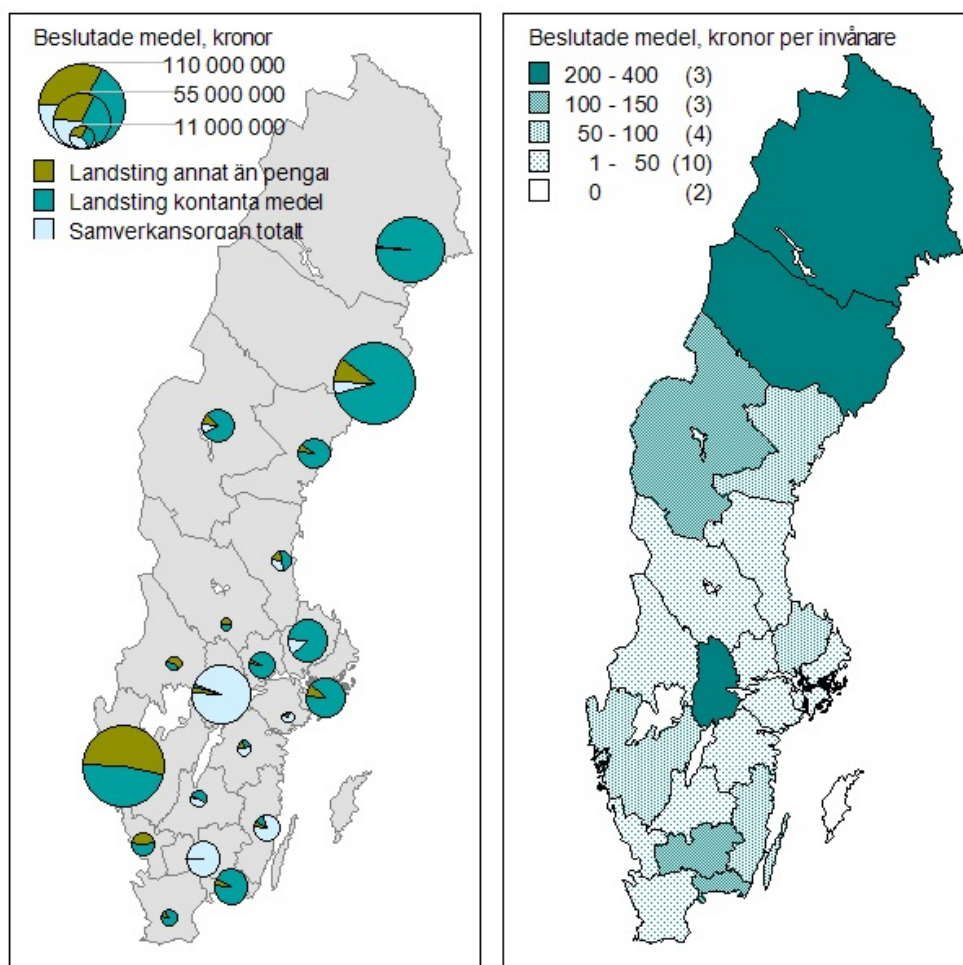 Beslutade medel, kronor
110 000 000
55 000 000
11 000 000
Landsting annat än pengar
Landsting kontanta medel
Samverkansorgan totalt
Beslutade medel, kronor per invånare
200 - 400 (3)
100 - 150 (3)
50 - 100 (4)
1 - 50 (10)
0 (2)